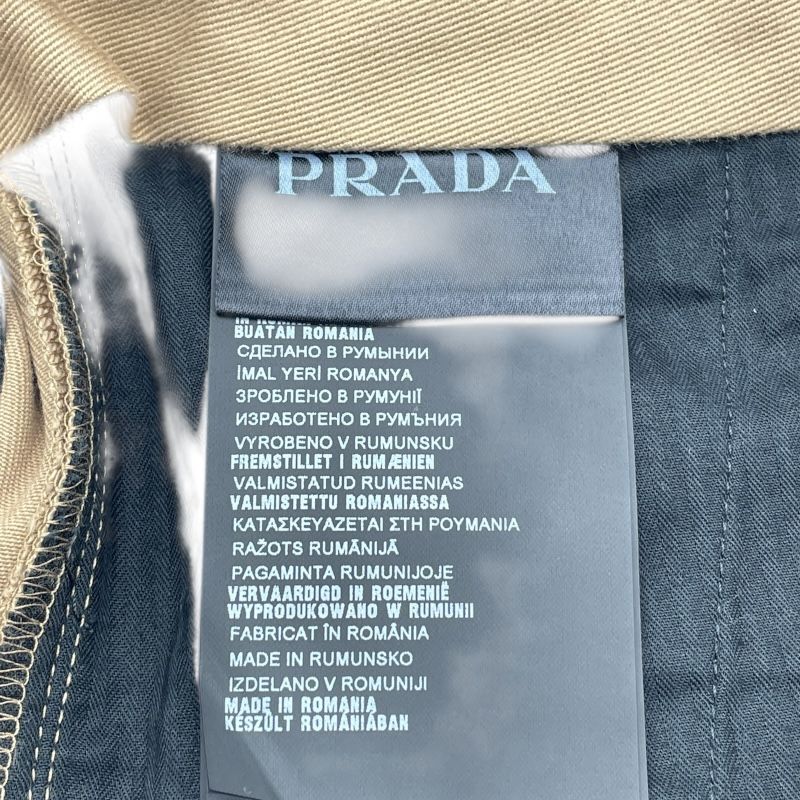 PRADA
BUATAN ROMANIA
СДЕЛАНО В РУМЫНИИ
İMAL YERİ ROMANYA
ЗРОБЛЕНО В РУМУНІЇ
ИЗРАБОТЕНО В РУМЪНИЯ
VYROBENO V RUMUNSKU
FREMSTILLET I RUMÆNIEN
VALMISTATUD RUMEENIAS
VALMISTETTU ROMANIASSA
ΚΑΤΑΣΚΕΥΑΖΕΤΑΙ ΣΤΗ ΡΟΥΜΑΝΙΑ
RAŽOTS RUMĀNIJĀ
PAGAMINTA RUMUNIJOJE
VERVAARDIGD IN ROEMENIË
WYPRODUKOWANO W RUMUNII
FABRICAT ÎN ROMÂNIA
MADE IN RUMUNSKO
IZDELANO V ROMUNIJI
MADE IN ROMANIA
KÉSZÜLT ROMÁNIÁBAN